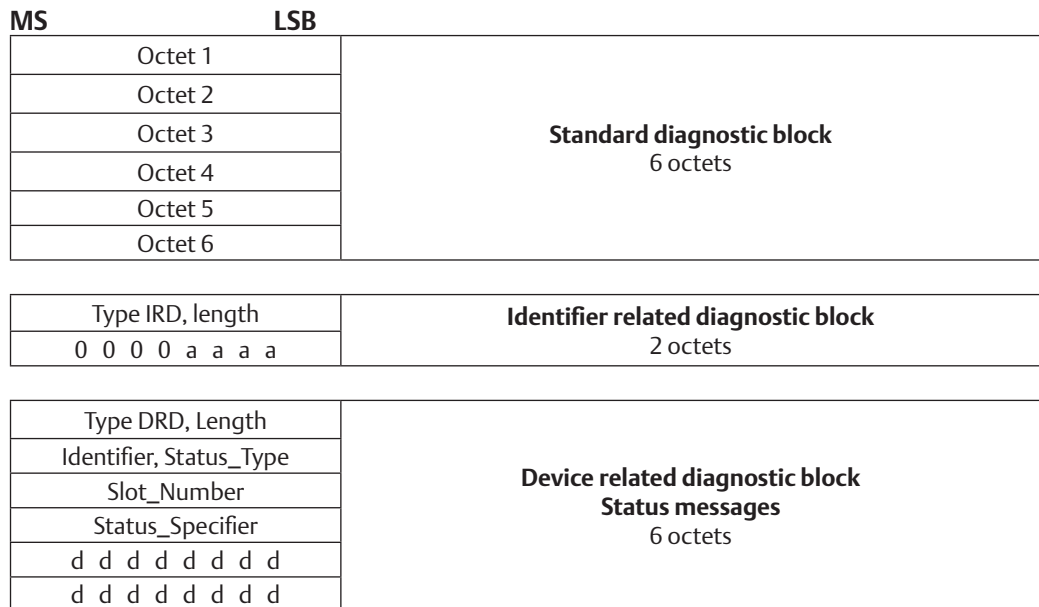 MS LSB
Octet 1
Octet 2
Octet 3
Octet 4
Octet 5
Octet 6
Standard diagnostic block
6 octets
Type IRD, length
0 0 0 0 a a a a
Identifier related diagnostic block
2 octets
Type DRD, Length
Identifier, Status_Type
Slot_Number
Status_Specifier
d d d d d d d d
d d d d d d d d
Device related diagnostic block
Status messages
6 octets